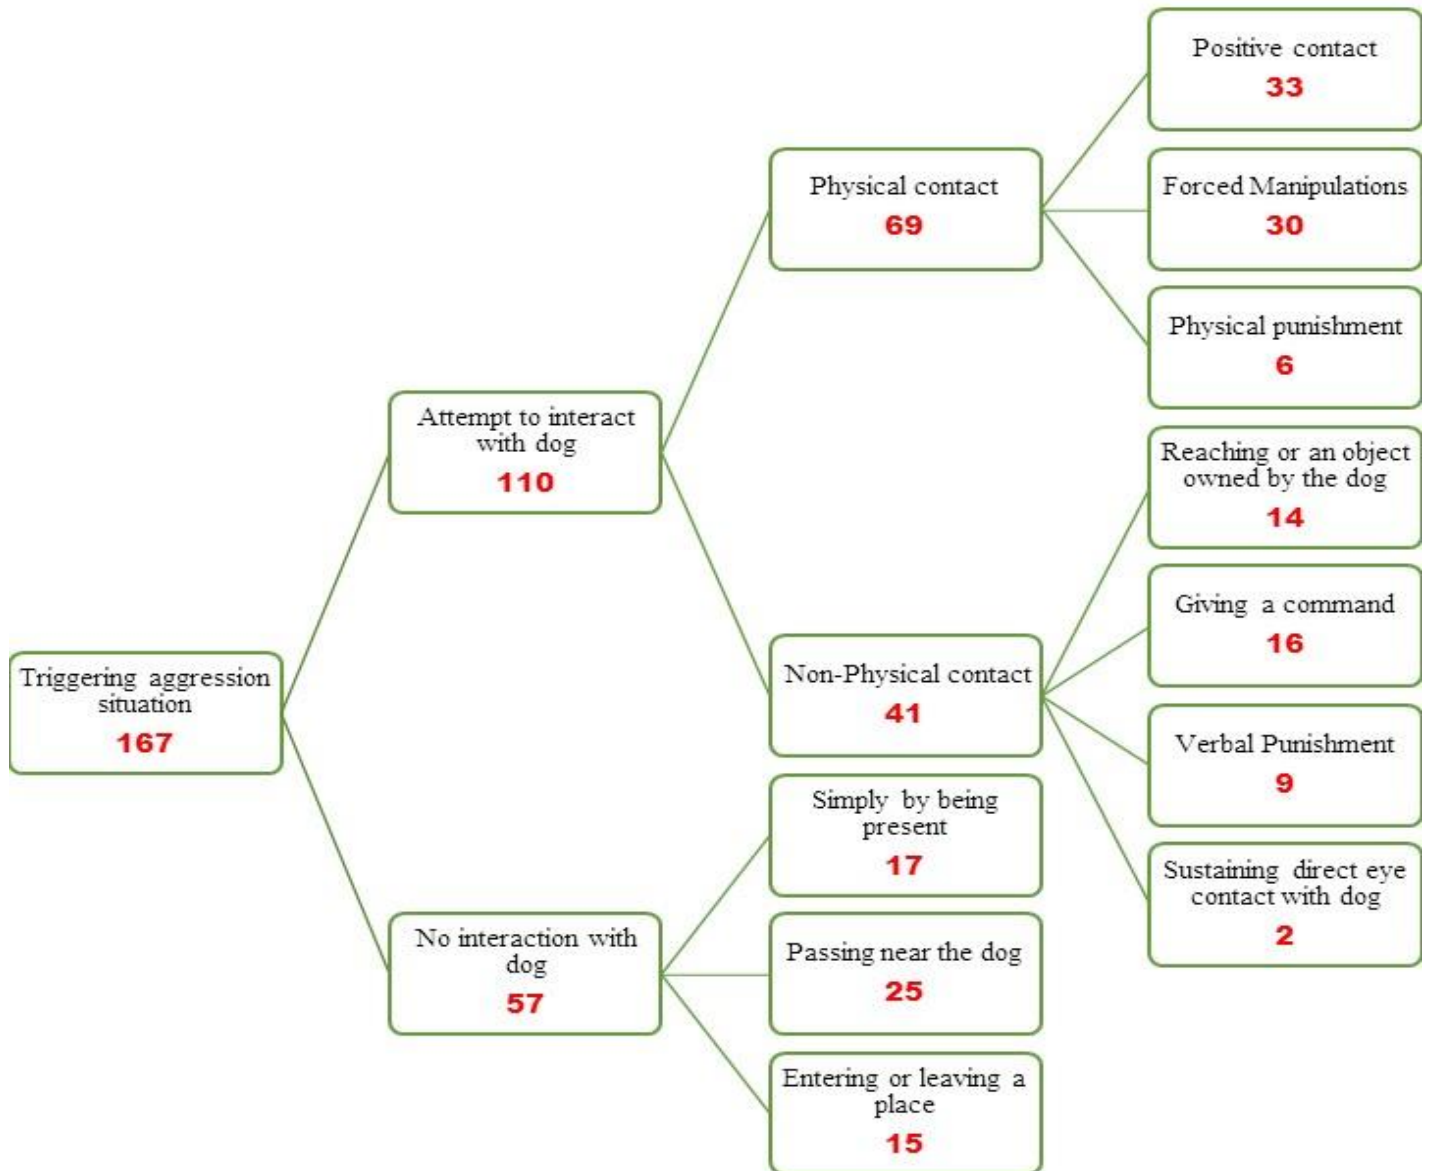 Triggering aggression
situation
167
Attempt to interact
with dog
110
No interaction with
dog
57
Physical contact
69
Non-Physical contact
41
Simply by being
present
17
Passing near the dog
25
Entering or leaving a
place
15
Positive contact
33
Forced Manipulations
30
Physical punishment
6
Reaching or an object
owned by the dog
14
Giving a command
16
Verbal Punishment
9
Sustaining direct eye
contact with dog
2